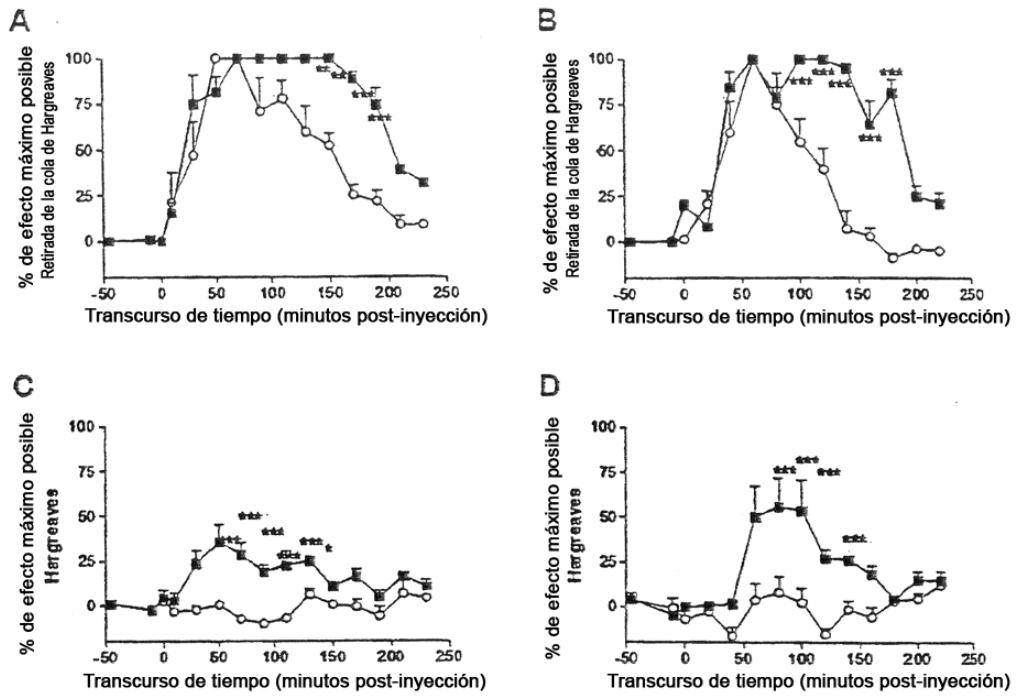 A
% de efecto máximo posible
Retirada de la cola de Hargreaves
100
75
50
25
0
-50 0 50 100 150 200 250
Transcurso de tiempo (minutos post-inyección)
B
% de efecto máximo posible
Retirada de la cola de Hargreaves
100
75
50
25
0
-50 0 50 100 150 200 250
Transcurso de tiempo (minutos post-inyección)
C
% de efecto máximo posible
Hargreaves
100
75
50
25
0
-50 0 50 100 150 200 250
Transcurso de tiempo (minutos post-inyección)
D
% de efecto máximo posible
Hargreaves
100
75
50
25
0
-50 0 50 100 150 200 250
Transcurso de tiempo (minutos post-inyección)